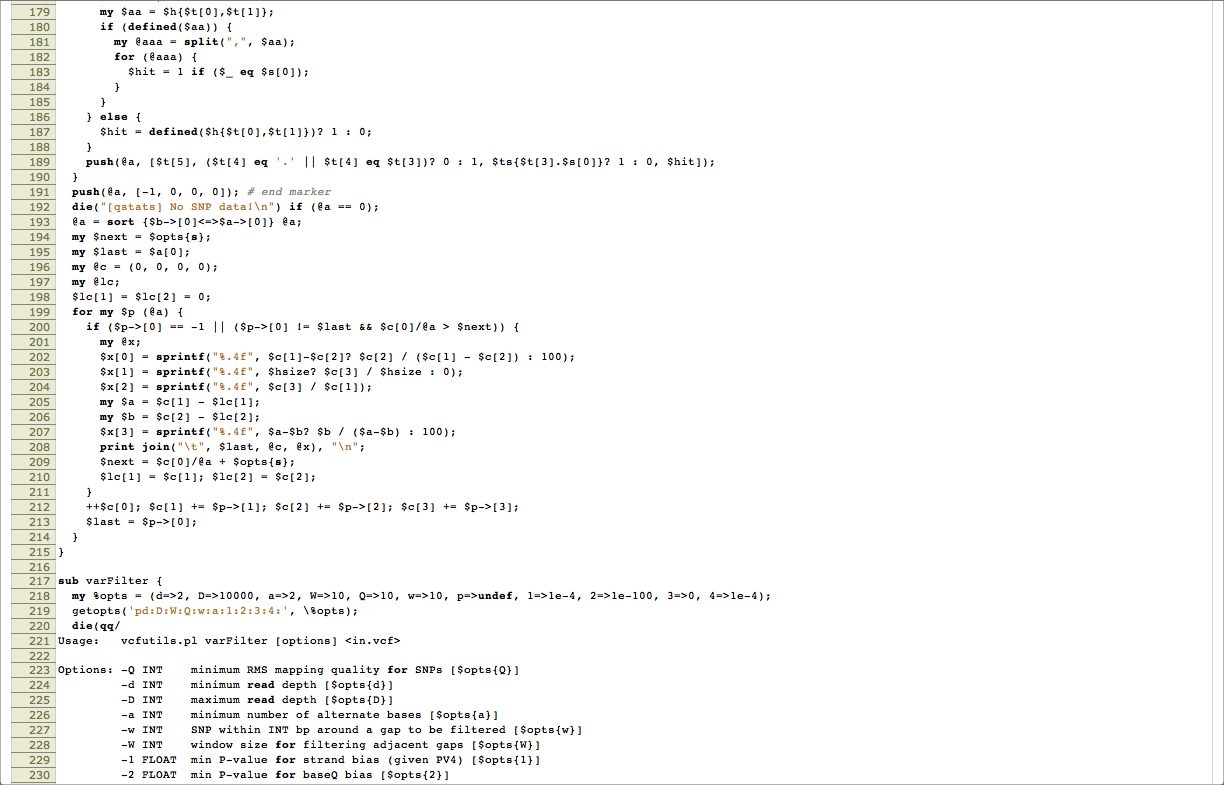 179       my $aa = $h{$t[0],$t[1]};
180       if (defined($aa)) {
181         my @aaa = split(",", $aa);
182         for (@aaa) {
183           $hit = 1 if ($_ eq $s[0]);
184         }
185       }
186     } else {
187       $hit = defined($h{$t[0],$t[1]})? 1 : 0;
188     }
189     push(@a, [$t[5], ($t[4] eq '.' || $t[4] eq $t[3])? 0 : 1, $ts{$t[3].$s[0]}? 1 : 0, $hit]);
190   }
191   push(@a, [-1, 0, 0, 0]); # end marker
192   die("[qstats] No SNP data!\n") if (@a == 0);
193   @a = sort {$b->[0]<=>$a->[0]} @a;
194   my $next = $opts{s};
195   my $last = $a[0];
196   my @c = (0, 0, 0, 0);
197   my @lc;
198   $lc[1] = $lc[2] = 0;
199   for my $p (@a) {
200     if ($p->[0] == -1 || ($p->[0] != $last && $c[0]/@a > $next)) {
201       my @x;
202       $x[0] = sprintf("%.4f", $c[1]-$c[2]? $c[2] / ($c[1] - $c[2]) : 100);
203       $x[1] = sprintf("%.4f", $hsize? $c[3] / $hsize : 0);
204       $x[2] = sprintf("%.4f", $c[3] / $c[1]);
205       my $a = $c[1] - $lc[1];
206       my $b = $c[2] - $lc[2];
207       $x[3] = sprintf("%.4f", $a-$b? $b / ($a-$b) : 100);
208       print join("\t", $last, @c, @x), "\n";
209       $next = $c[0]/@a + $opts{s};
210       $lc[1] = $c[1]; $lc[2] = $c[2];
211     }
212     ++$c[0]; $c[1] += $p->[1]; $c[2] += $p->[2]; $c[3] += $p->[3];
213     $last = $p->[0];
214   }
215 }
216
217 sub varFilter {
218   my %opts = (d=>2, D=>10000, a=>2, W=>10, Q=>10, w=>10, p=>undef, 1=>1e-4, 2=>1e-100, 3=>0, 4=>1e-4);
219   getopts('pd:D:W:Q:w:a:1:2:3:4:', \%opts);
220   die(qq/
221 Usage:   vcfutils.pl varFilter [options] <in.vcf>
222
223 Options: -Q INT    minimum RMS mapping quality for SNPs [$opts{Q}]
224          -d INT    minimum read depth [$opts{d}]
225          -D INT    maximum read depth [$opts{D}]
226          -a INT    minimum number of alternate bases [$opts{a}]
227          -w INT    SNP within INT bp around a gap to be filtered [$opts{w}]
228          -W INT    window size for filtering adjacent gaps [$opts{W}]
229          -1 FLOAT  min P-value for strand bias (given PV4) [$opts{1}]
230          -2 FLOAT  min P-value for baseQ bias [$opts{2}]